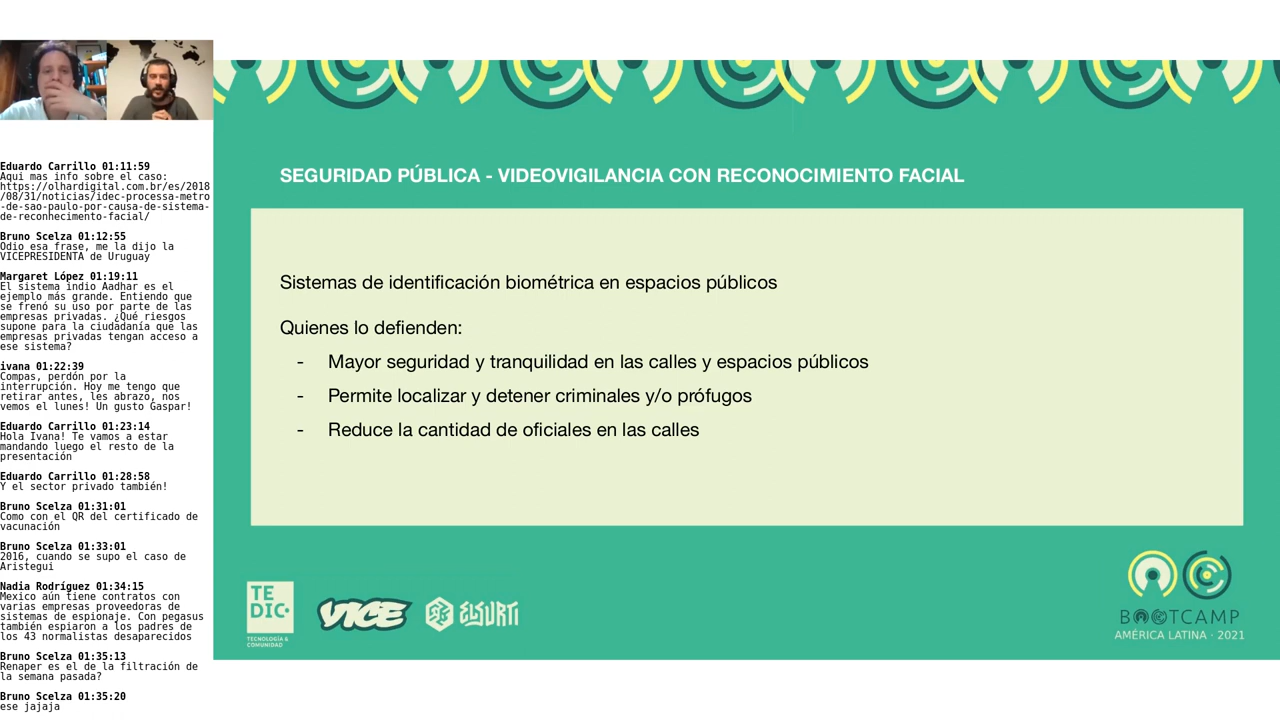 Eduardo Carrillo 01:11:59
Aqui mas info sobre el caso:
https://olhardigital.com.br/es/2018
/08/31/noticias/idec-processa-metro
-de-sao-paulo-por-causa-de-sistema-
de-reconhecimento-facial/
Bruno Scelza 01:12:55
Odio esa frase, me la dijo la
VICEPRESIDENTA de Uruguay
Margaret López 01:19:11
El sistema indio Aadhar es el
ejemplo más grande. Entiendo que
se frenó su uso por parte de las
empresas privadas. ¿Qué riesgos
supone para la ciudadanía que las
empresas privadas tengan acceso a
ese sistema?
ivana 01:22:39
Compas, perdón por la
interrupción. Hoy me tengo que
retirar antes, les abrazo, nos
vemos el lunes! Un gusto Gaspar!
Eduardo Carrillo 01:23:14
Hola Ivana! Te vamos a estar
mandando luego el resto de la
presentación
Eduardo Carrillo 01:28:58
Y el sector privado también!
Bruno Scelza 01:31:01
Como con el QR del certificado de
vacunación
Bruno Scelza 01:33:01
2016, cuando se supo el caso de
Aristegui
Nadia Rodríguez 01:34:15
Mexico aún tiene contratos con
varias empresas proveedoras de
sistemas de espionaje. Con pegasus
también espiaron a los padres de
los 43 normalistas desaparecidos
Bruno Scelza 01:35:13
Renaper es el de la filtración de
la semana pasada?
Bruno Scelza 01:35:20
ese jajaja
SEGURIDAD PÚBLICA - VIDEOVIGILANCIA CON RECONOCIMIENTO FACIAL
Sistemas de identificación biométrica en espacios públicos
Quienes lo defienden:
- Mayor seguridad y tranquilidad en las calles y espacios públicos
- Permite localizar y detener criminales y/o prófugos
- Reduce la cantidad de oficiales en las calles
TE
DIC
TECNOLOGÍA &
COMUNIDAD
VICE
ELSURTI
BOOTCAMP
AMÉRICA LATINA · 2021